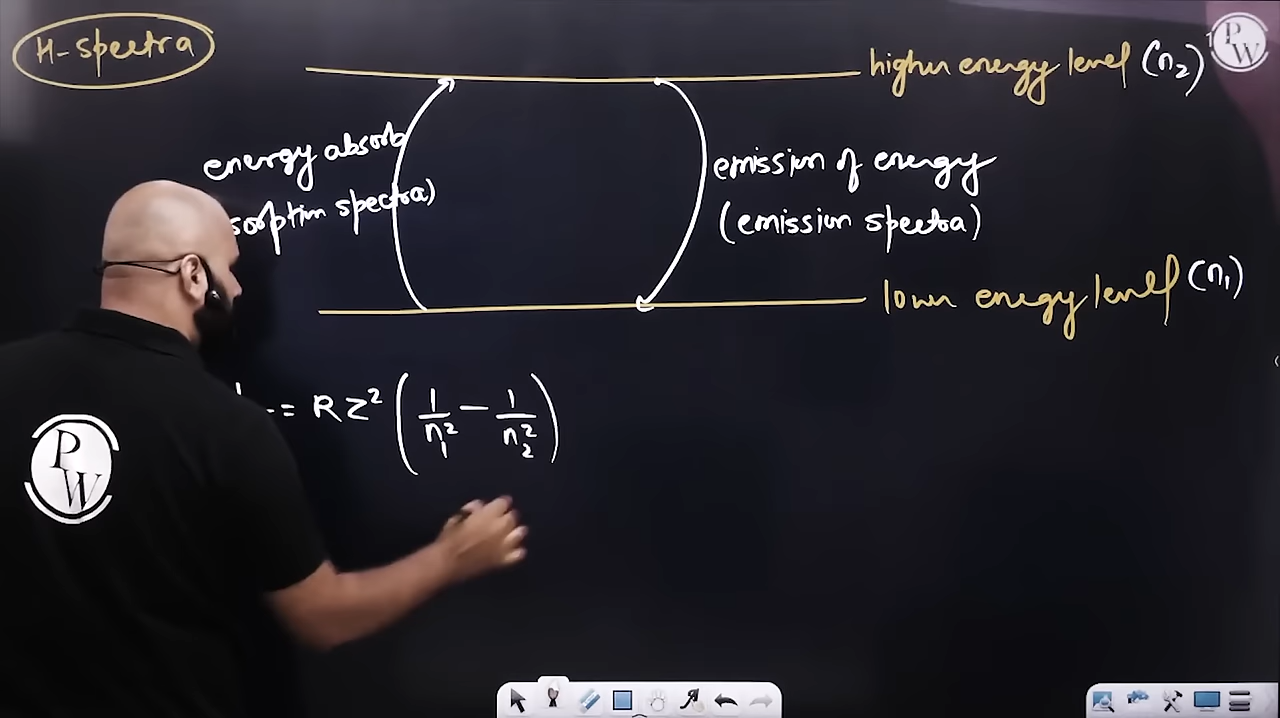 H-spectra
higher energy level (n₂)
energy absorb
sorption spectra)
emission of energy
(emission spectra)
lower energy level (n₁)
= RZ² (1/n₁² − 1/n₂²)
PW
PW